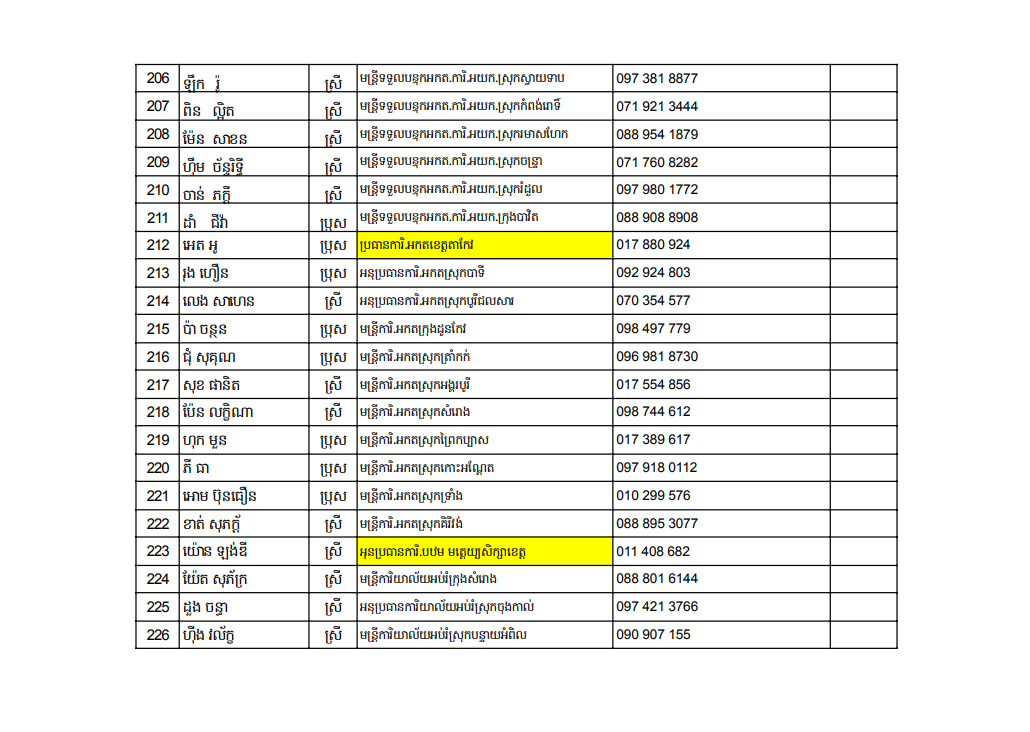 206 ឡឹក រ៉ូ ស្រី មន្ត្រីទទួលបន្ទុកអកត.ការិ.អយក.ស្រុកស្វាយទាប 097 381 8877
207 ពិន ល្អិត ស្រី មន្ត្រីទទួលបន្ទុកអកត.ការិ.អយក.ស្រុកកំពង់រោទិ៍ 071 921 3444
208 ម៉ែន សាខន ស្រី មន្ត្រីទទួលបន្ទុកអកត.ការិ.អយក.ស្រុករមាសហែក 088 954 1879
209 ហ៊ឹម ច័ន្ទរិទ្ធី ស្រី មន្ត្រីទទួលបន្ទុកអកត.ការិ.អយក.ស្រុកចន្ទ្រា 071 760 8282
210 ចាន់ ភក្ដី ស្រី មន្ត្រីទទួលបន្ទុកអកត.ការិ.អយក.ស្រុករំដួល 097 980 1772
211 ដាំ ជីវ៉ា ប្រុស មន្ត្រីទទួលបន្ទុកអកត.ការិ.អយក.ក្រុងបាវិត 088 908 8908
212 អេត អូ ប្រុស ប្រធានការិ.អកតខេត្តតាកែវ 017 880 924
213 រុង ហឿន ប្រុស អនុប្រធានការិ.អកតស្រុកបាទី 092 924 803
214 លេង សាហេន ស្រី អនុប្រធានការិ.អកតស្រុកបូរីជលសារ 070 354 577
215 ប៉ា ចន្ថន ប្រុស មន្ត្រីការិ.អកតក្រុងដូនកែវ 098 497 779
216 ជុំ សុគុណ ប្រុស មន្ត្រីការិ.អកតស្រុកត្រាំកក់ 096 981 8730
217 សុខ ផានិត ស្រី មន្ត្រីការិ.អកតស្រុកអង្គរបូរី 017 554 856
218 ប៉ែន លក្ខិណា ស្រី មន្ត្រីការិ.អកតស្រុកសំរោង 098 744 612
219 ហុក មួន ប្រុស មន្ត្រីការិ.អកតស្រុកព្រៃកប្បាស 017 389 617
220 ភី ជា ប្រុស មន្ត្រីការិ.អកតស្រុកកោះអណ្ដែត 097 918 0112
221 អោម ប៊ុនធឿន ប្រុស មន្ត្រីការិ.អកតស្រុកទ្រាំង 010 299 576
222 ខាត់ សុភក្ត័ ស្រី មន្ត្រីការិ.អកតស្រុកគិរីវង់ 088 895 3077
223 យ៉ោន ឡង់ឌី ស្រី អុនប្រធានការិ.បឋម មត្តេយ្យសិក្សាខេត្ត 011 408 682
224 យ៉ែត សុភ័ក្រ ស្រី មន្ត្រីការិយាល័យអប់រំក្រុងសំរោង 088 801 6144
225 ដួង ចន្ធា ស្រី អនុប្រធានការិយាល័យអប់រំស្រុកចុងកាល់ 097 421 3766
226 ហ៊ីង រ៉ល័ក្ខ ស្រី មន្ត្រីការិយាល័យអប់រំស្រុកបន្ទាយអំពិល 090 907 155